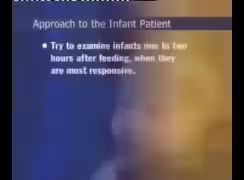 Approach to the Infant Patient
• Try to examine infants one to two
hours after feeding, when they
are most responsive.